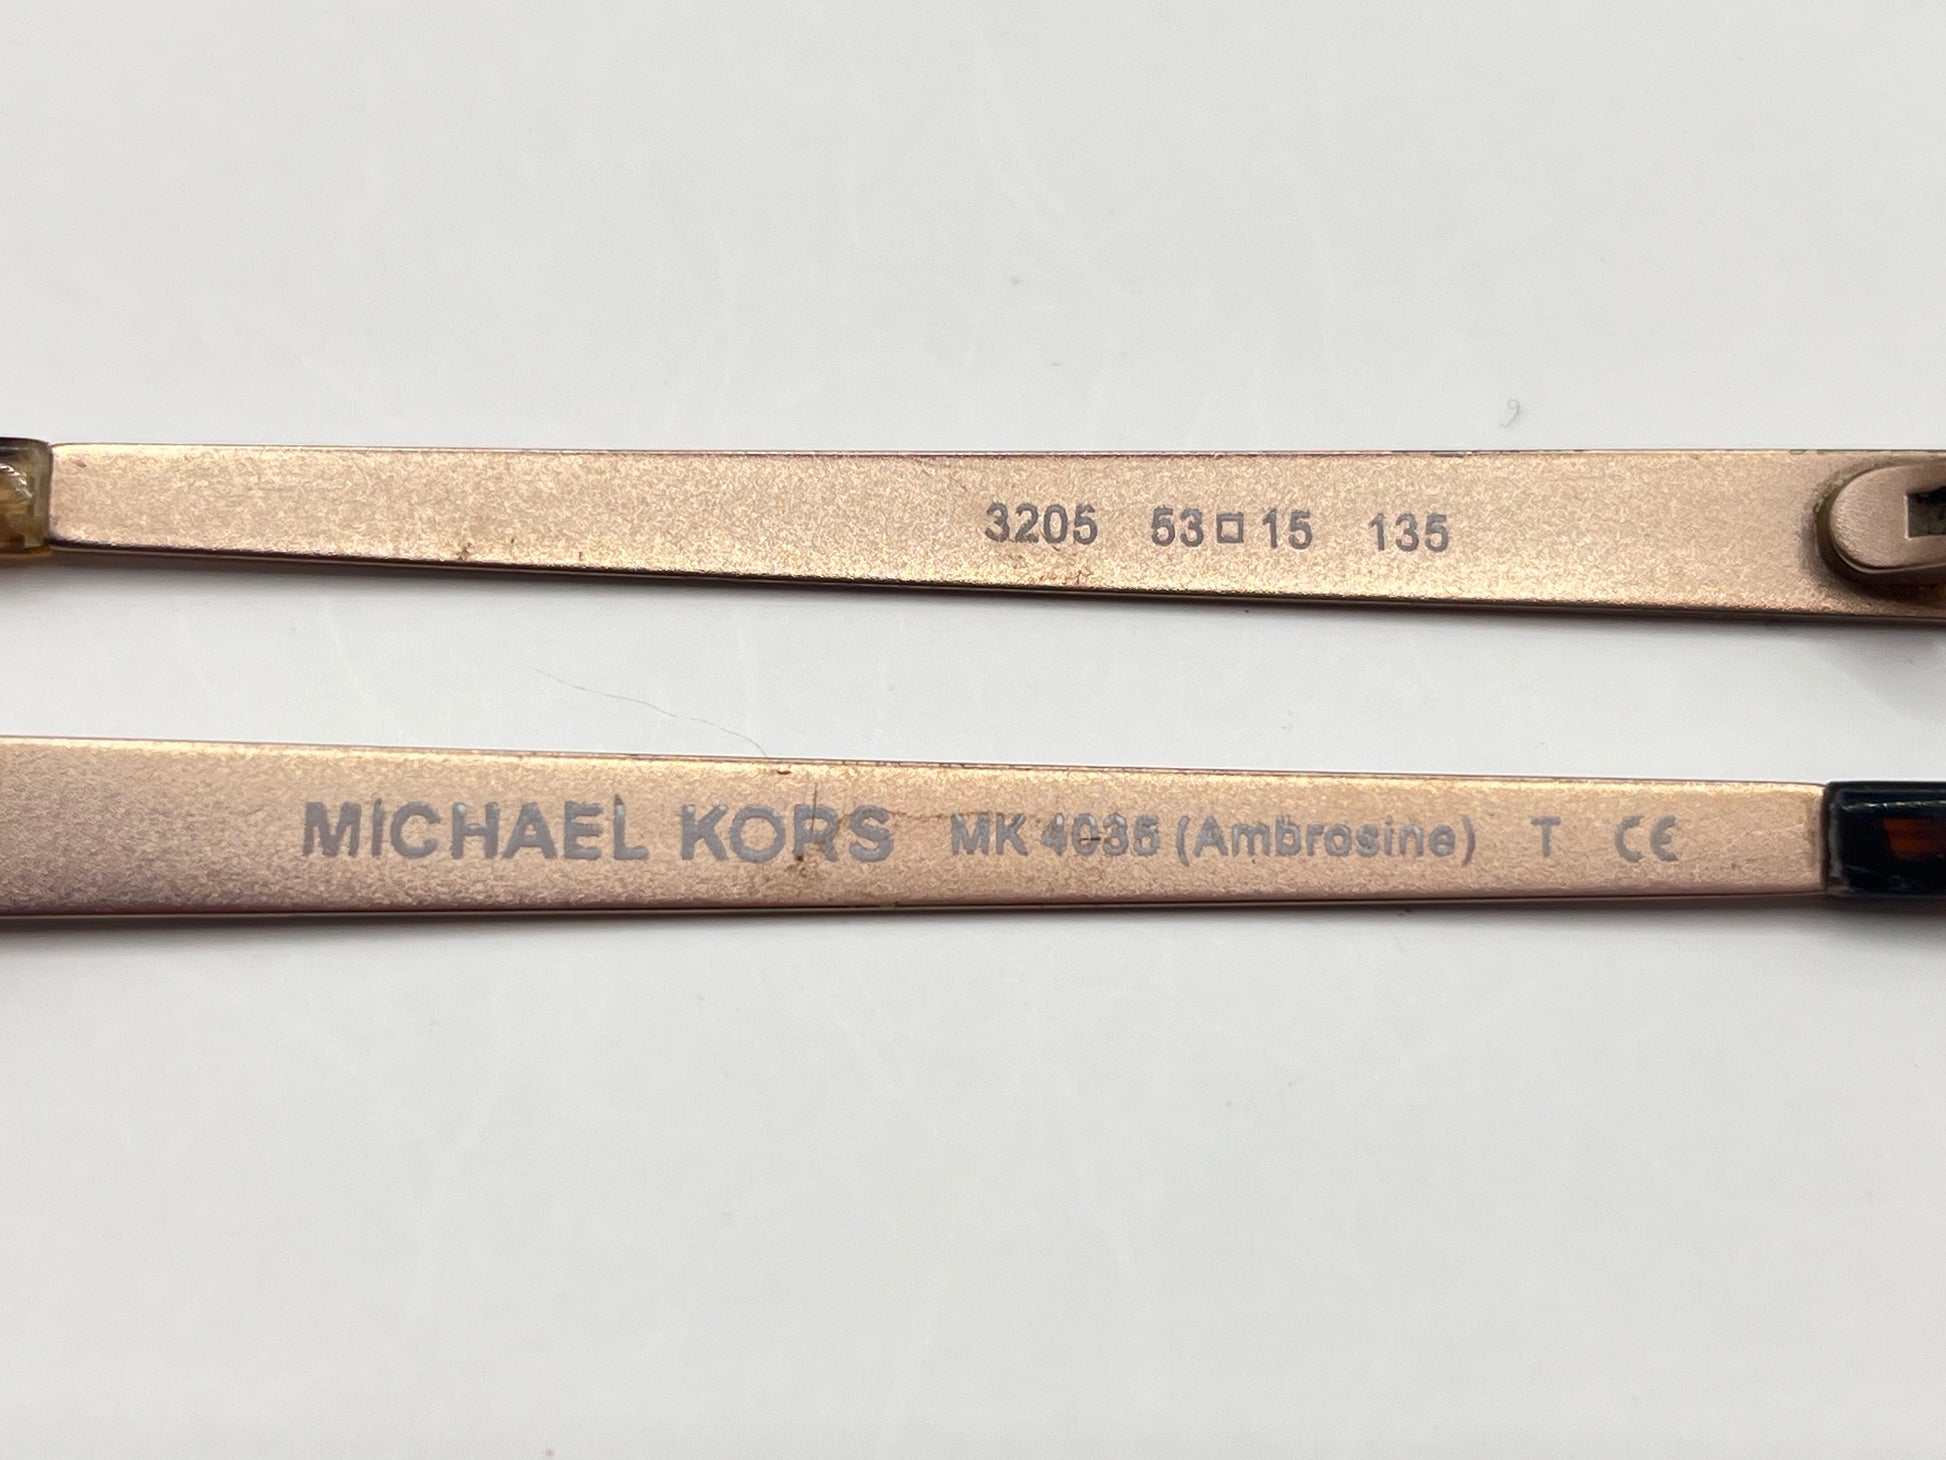 3205 53□15 135
MICHAEL KORS MK 4035 (Ambrosine) T CE